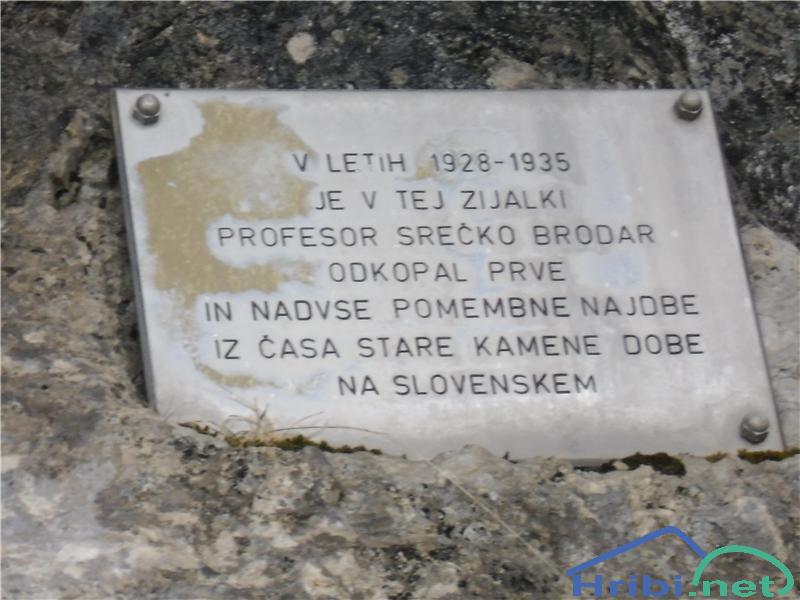 V LETIH 1928-1935
JE V TEJ ZIJALKI
PROFESOR SREČKO BRODAR
ODKOPAL PRVE
IN NADVSE POMEMBNE NAJDBE
IZ ČASA STARE KAMENE DOBE
NA SLOVENSKEM
Hribi.net